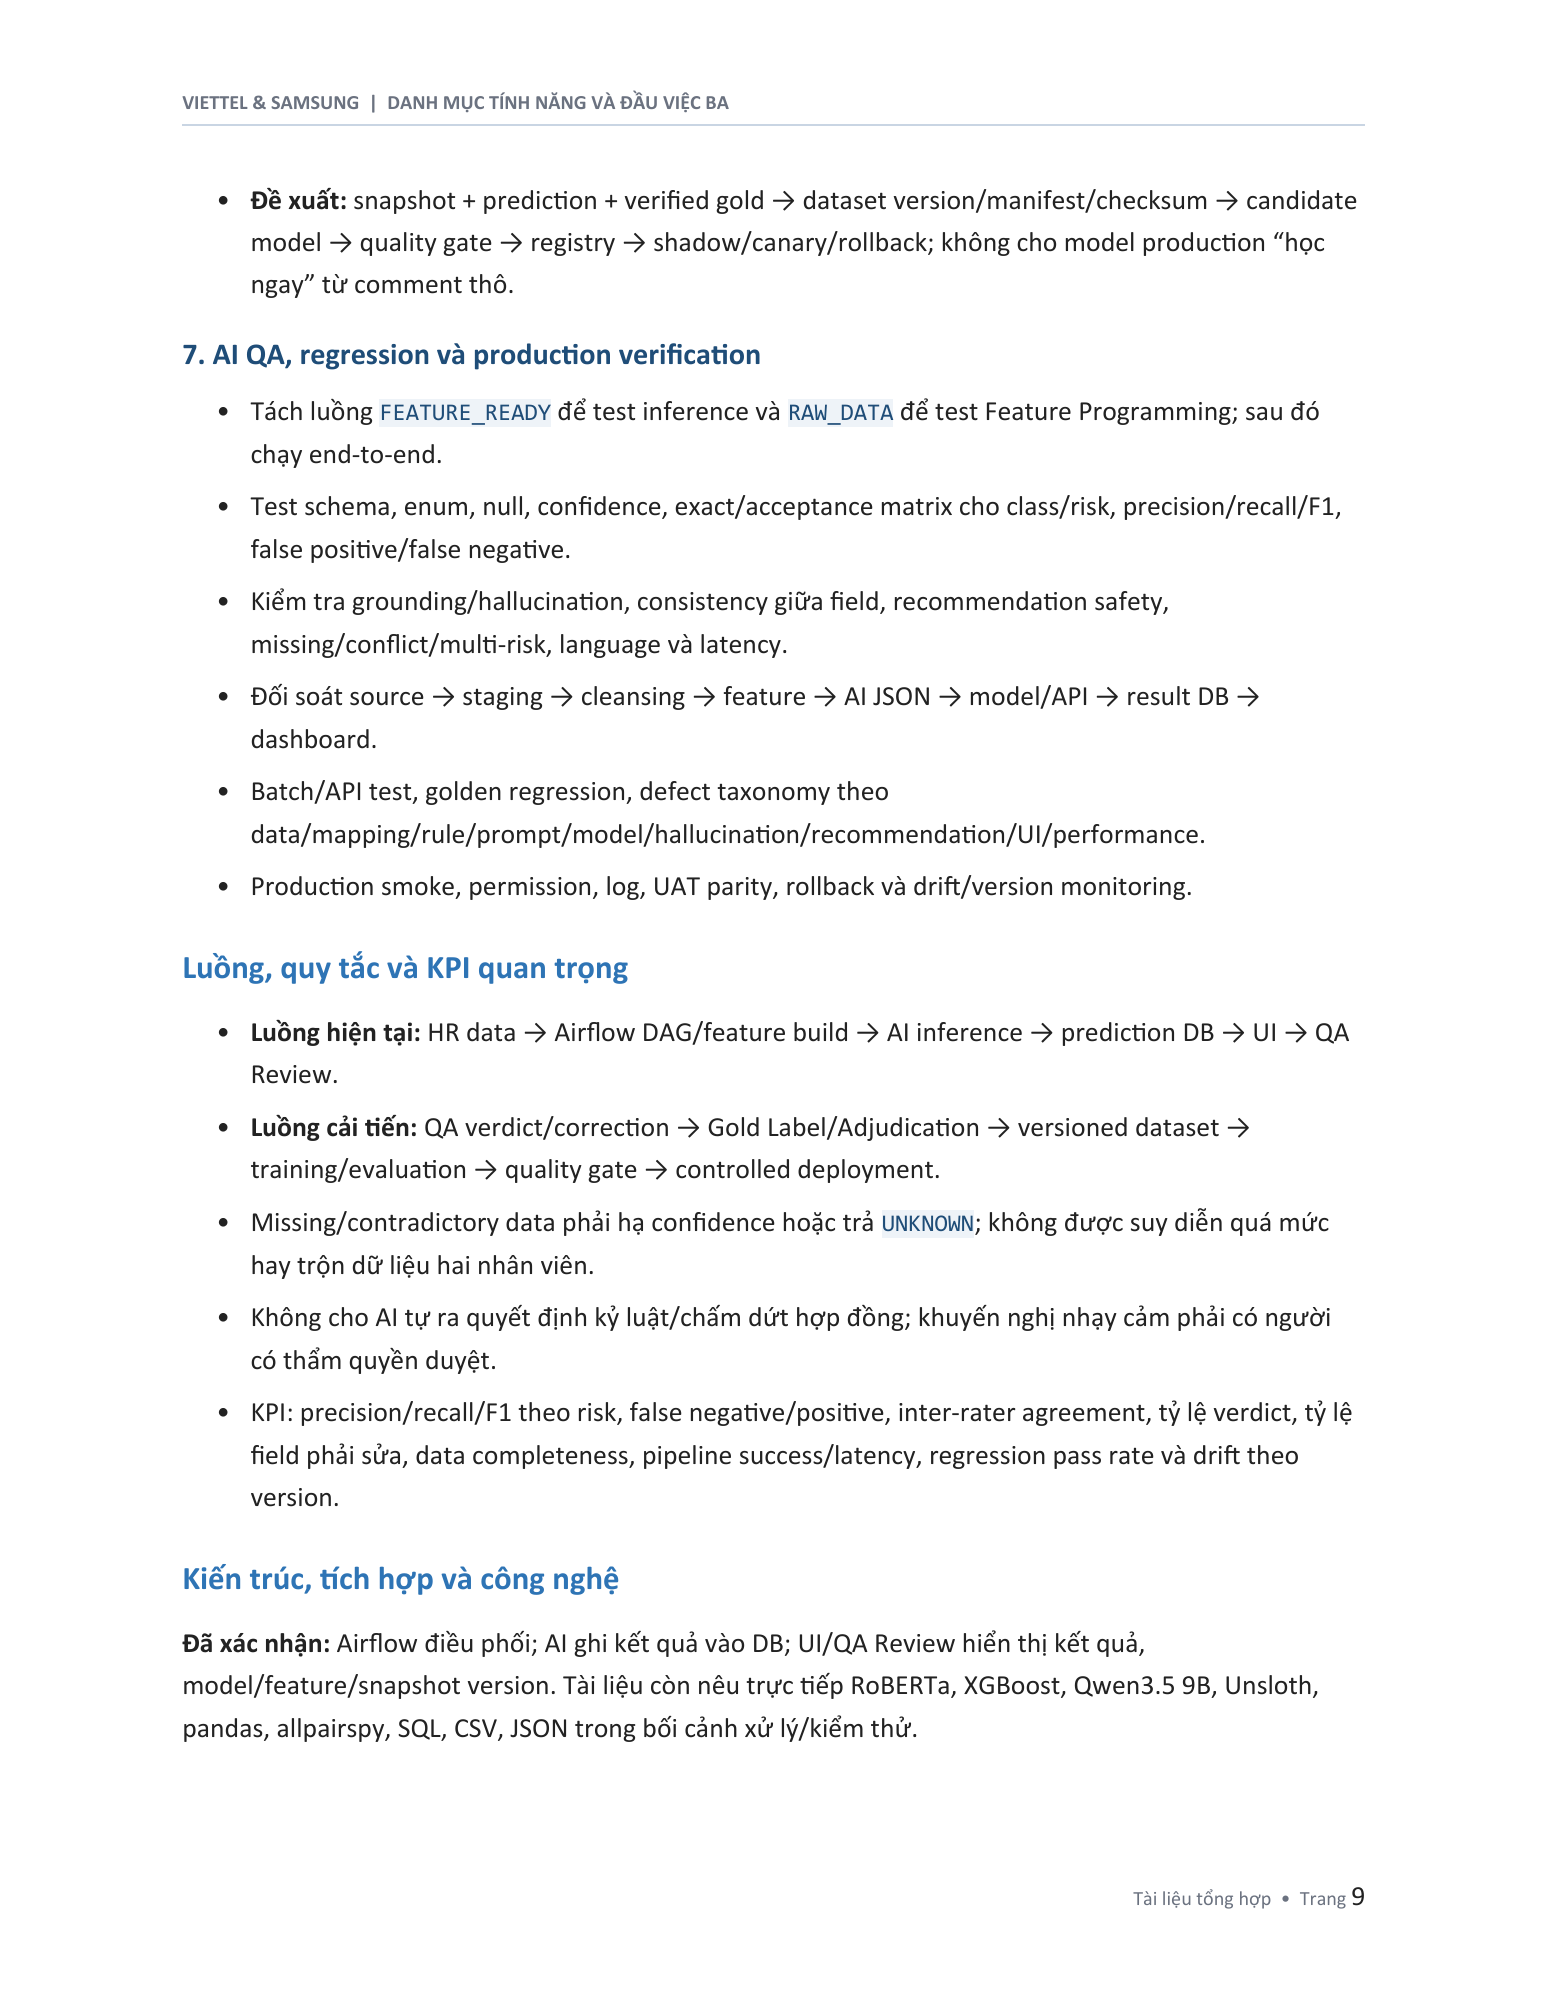 VIETTEL & SAMSUNG | DANH MỤC TÍNH NĂNG VÀ ĐẦU VIỆC BA
• Đề xuất: snapshot + prediction + verified gold → dataset version/manifest/checksum → candidate
model → quality gate → registry → shadow/canary/rollback; không cho model production “học
ngay” từ comment thô.
7. AI QA, regression và production verification
• Tách luồng FEATURE_READY để test inference và RAW_DATA để test Feature Programming; sau đó
chạy end-to-end.
• Test schema, enum, null, confidence, exact/acceptance matrix cho class/risk, precision/recall/F1,
false positive/false negative.
• Kiểm tra grounding/hallucination, consistency giữa field, recommendation safety,
missing/conflict/multi-risk, language và latency.
• Đối soát source → staging → cleansing → feature → AI JSON → model/API → result DB →
dashboard.
• Batch/API test, golden regression, defect taxonomy theo
data/mapping/rule/prompt/model/hallucination/recommendation/UI/performance.
• Production smoke, permission, log, UAT parity, rollback và drift/version monitoring.
Luồng, quy tắc và KPI quan trọng
• Luồng hiện tại: HR data → Airflow DAG/feature build → AI inference → prediction DB → UI → QA
Review.
• Luồng cải tiến: QA verdict/correction → Gold Label/Adjudication → versioned dataset →
training/evaluation → quality gate → controlled deployment.
• Missing/contradictory data phải hạ confidence hoặc trả UNKNOWN; không được suy diễn quá mức
hay trộn dữ liệu hai nhân viên.
• Không cho AI tự ra quyết định kỷ luật/chấm dứt hợp đồng; khuyến nghị nhạy cảm phải có người
có thẩm quyền duyệt.
• KPI: precision/recall/F1 theo risk, false negative/positive, inter-rater agreement, tỷ lệ verdict, tỷ lệ
field phải sửa, data completeness, pipeline success/latency, regression pass rate và drift theo
version.
Kiến trúc, tích hợp và công nghệ
Đã xác nhận: Airflow điều phối; AI ghi kết quả vào DB; UI/QA Review hiển thị kết quả,
model/feature/snapshot version. Tài liệu còn nêu trực tiếp RoBERTa, XGBoost, Qwen3.5 9B, Unsloth,
pandas, allpairspy, SQL, CSV, JSON trong bối cảnh xử lý/kiểm thử.
Tài liệu tổng hợp • Trang 9